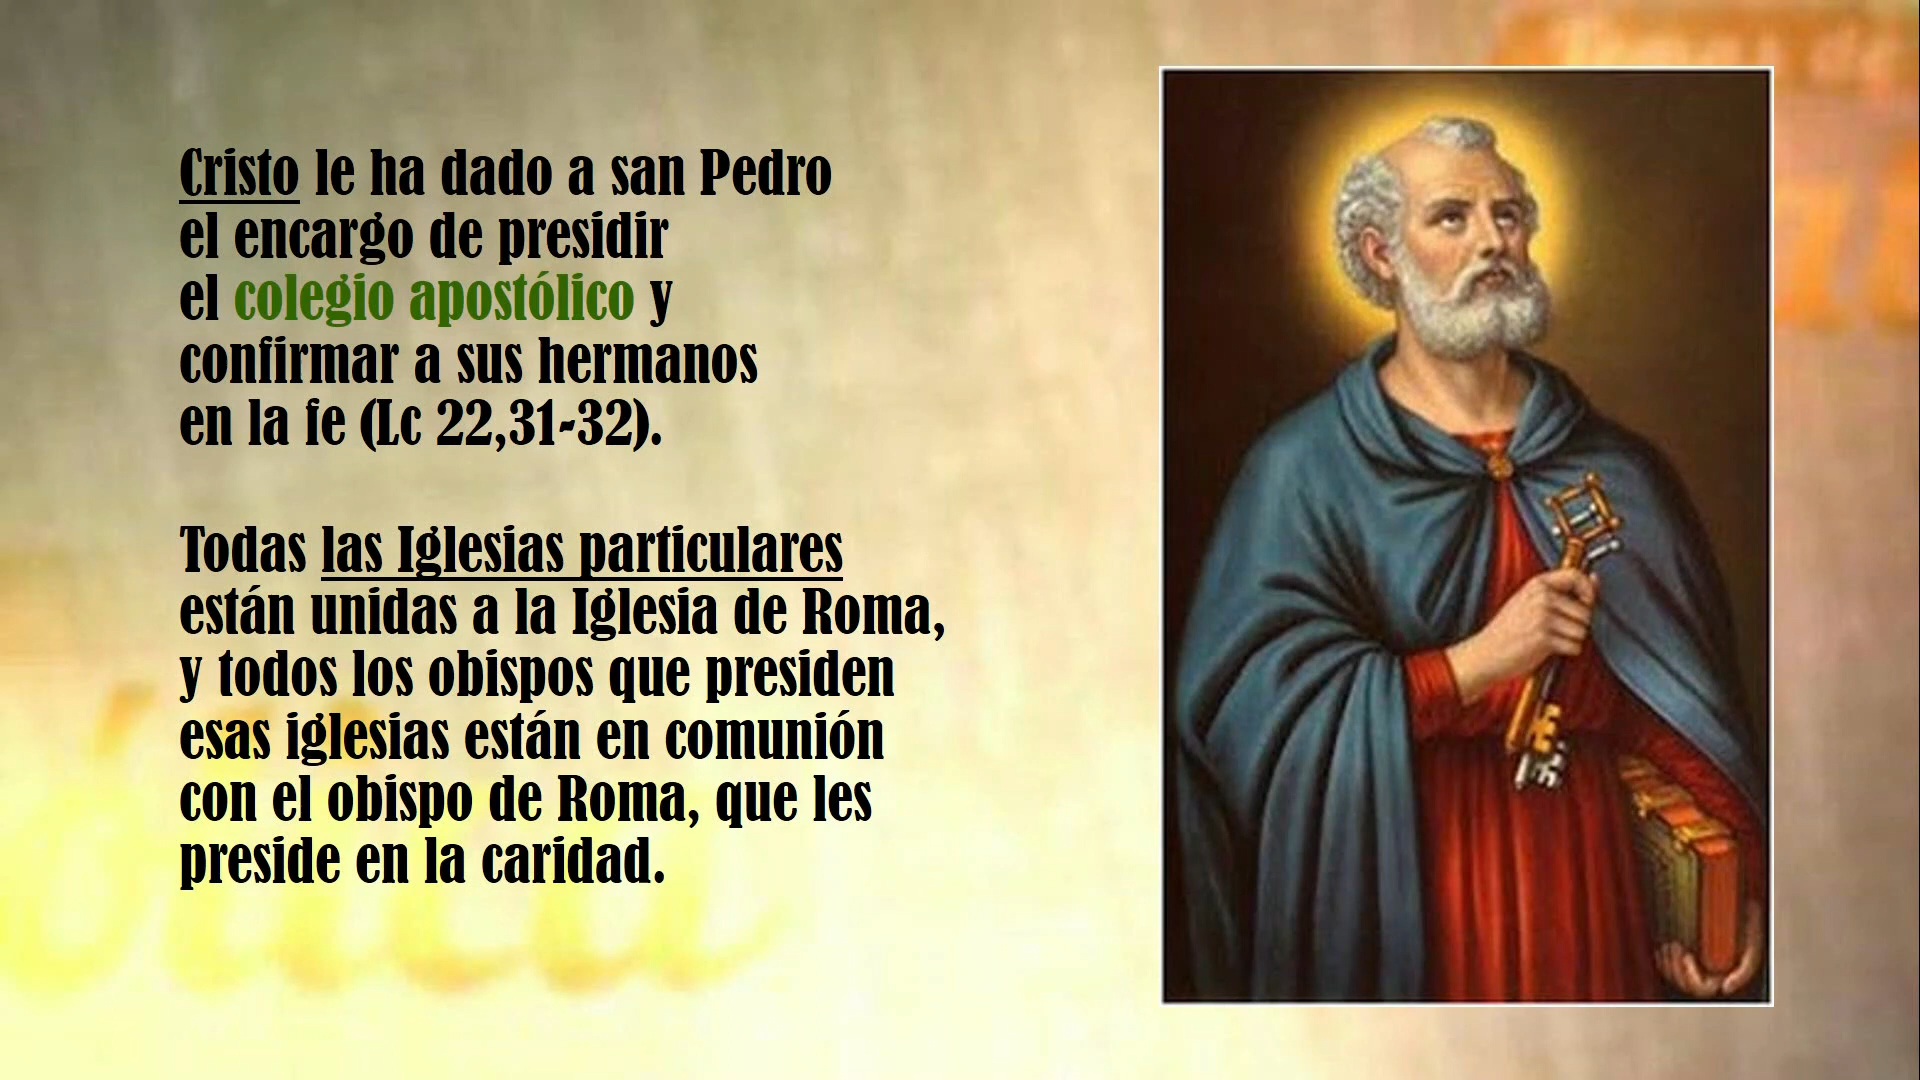 Cristo le ha dado a san Pedro
el encargo de presidir
el colegio apostólico y
confirmar a sus hermanos
en la fe (Lc 22,31-32).
Todas las Iglesias particulares
están unidas a la Iglesia de Roma,
y todos los obispos que presiden
esas iglesias están en comunión
con el obispo de Roma, que les
preside en la caridad.